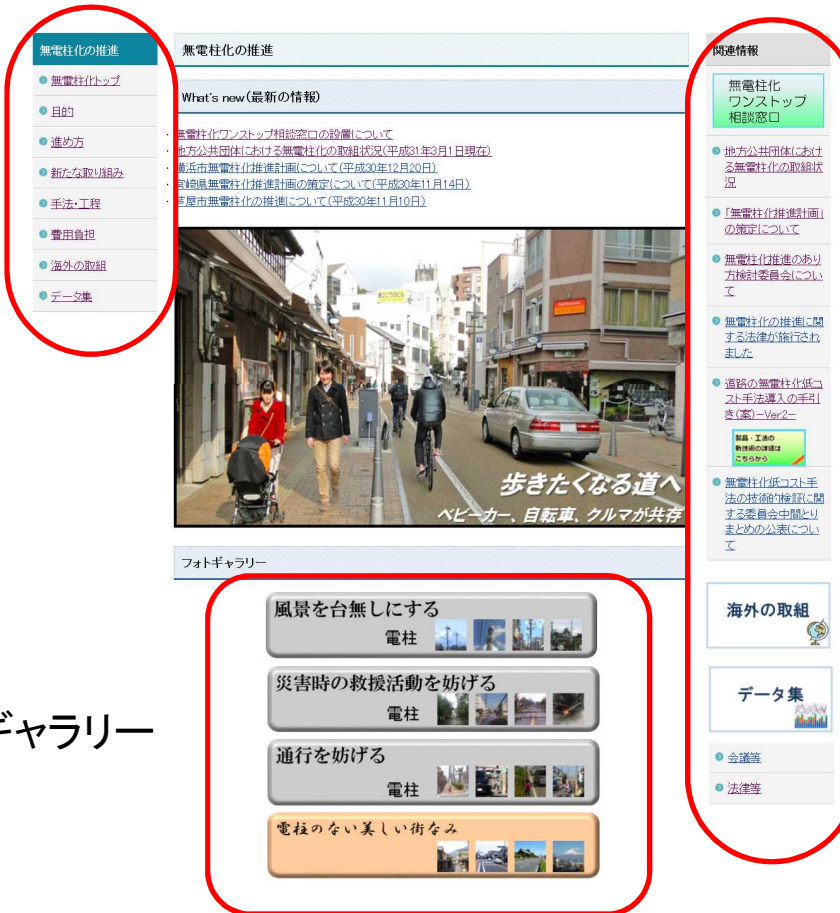 無電柱化の推進
無電柱化トップ
目的
進め方
新たな取り組み
手法・工程
費用負担
海外の取組
データ集
無電柱化の推進
What's new(最新の情報)
・無電柱化ワンストップ相談窓口の設置について
・地方公共団体における無電柱化の取組状況(平成31年3月1日現在)
・横浜市無電柱化推進計画について(平成30年12月20日)
・宮崎県無電柱化推進計画の策定について(平成30年11月14日)
・芦屋市無電柱化の推進について(平成30年11月10日)
歩きたくなる道へ
ベビーカー、自転車、クルマが共存
フォトギャラリー
風景を台無しにする
電柱
災害時の救援活動を妨げる
電柱
通行を妨げる
電柱
電柱のない美しい街なみ
ギャラリー
関連情報
無電柱化
ワンストップ
相談窓口
地方公共団体におけ
る無電柱化の取組状
況
「無電柱化推進計画」
の策定について
無電柱化推進のあり
方検討委員会につい
て
無電柱化の推進に関
する法律が施行され
ました
道路の無電柱化低コ
スト手法導入の手引
き(案)-Ver2-
製品・工法の
新技術の詳細は
こちらから
無電柱化低コスト手
法の技術的検証に関
する委員会中間とり
まとめの公表につい
て
海外の取組
データ集
会議等
法律等